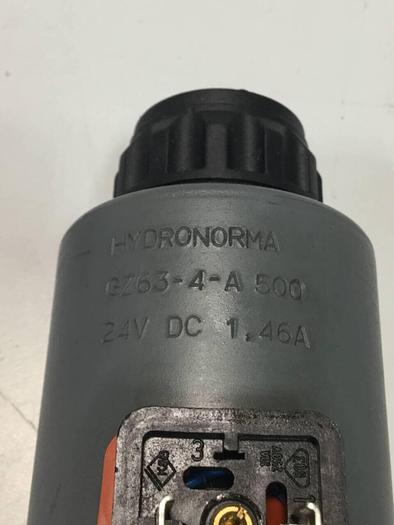 HYDRONORMA
GZ63-4-A 500
24V DC 1,46A
3